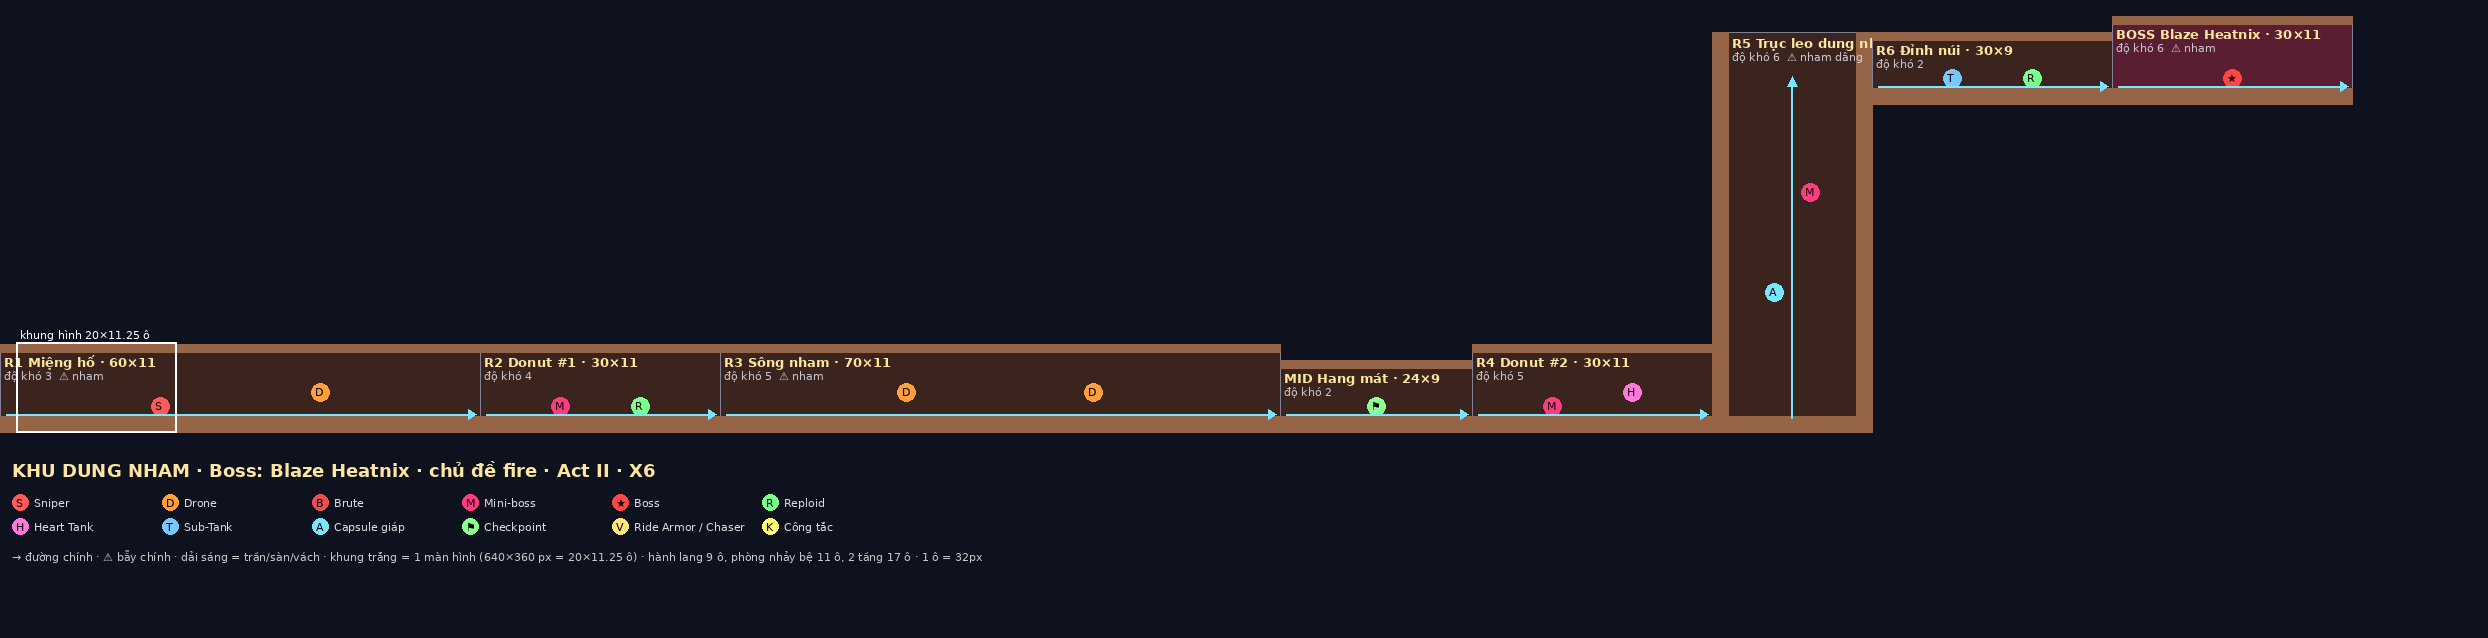 R5 Trục leo dung nl
độ khó 6 ⚠ nham dâng
R6 Đỉnh núi · 30×9
độ khó 2
T
R
BOSS Blaze Heatnix · 30×11
độ khó 6 ⚠ nham
★
M
A
khung hình 20×11.25 ô
R1 Miệng hố · 60×11
độ khó 3 ⚠ nham
S
D
R2 Donut #1 · 30×11
độ khó 4
M
R
R3 Sông nham · 70×11
độ khó 5 ⚠ nham
D
D
MID Hang mát · 24×9
độ khó 2
⚑
R4 Donut #2 · 30×11
độ khó 5
M
H
KHU DUNG NHAM · Boss: Blaze Heatnix · chủ đề fire · Act II · X6
S Sniper
D Drone
B Brute
M Mini-boss
★ Boss
R Reploid
H Heart Tank
T Sub-Tank
A Capsule giáp
⚑ Checkpoint
V Ride Armor / Chaser
K Công tắc
→ đường chính · ⚠ bẫy chính · dải sáng = trần/sàn/vách · khung trắng = 1 màn hình (640×360 px = 20×11.25 ô) · hành lang 9 ô, phòng nhảy bệ 11 ô, 2 tầng 17 ô · 1 ô = 32px